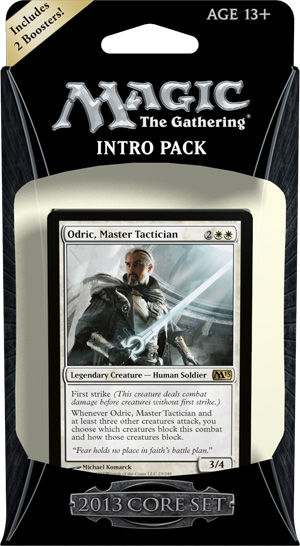 Includes
2 Boosters!
AGE 13+
MAGIC
The Gathering®
INTRO PACK
Odric, Master Tactician 2
M13
Legendary Creature — Human Soldier
First strike (This creature deals combat
damage before creatures without first strike.)
Whenever Odric, Master Tactician and
at least three other creatures attack, you
choose which creatures block this combat
and how those creatures block.
"Fear holds no place in faith's battle plan."
3/4
Michael Komarck
2013 CORE SET